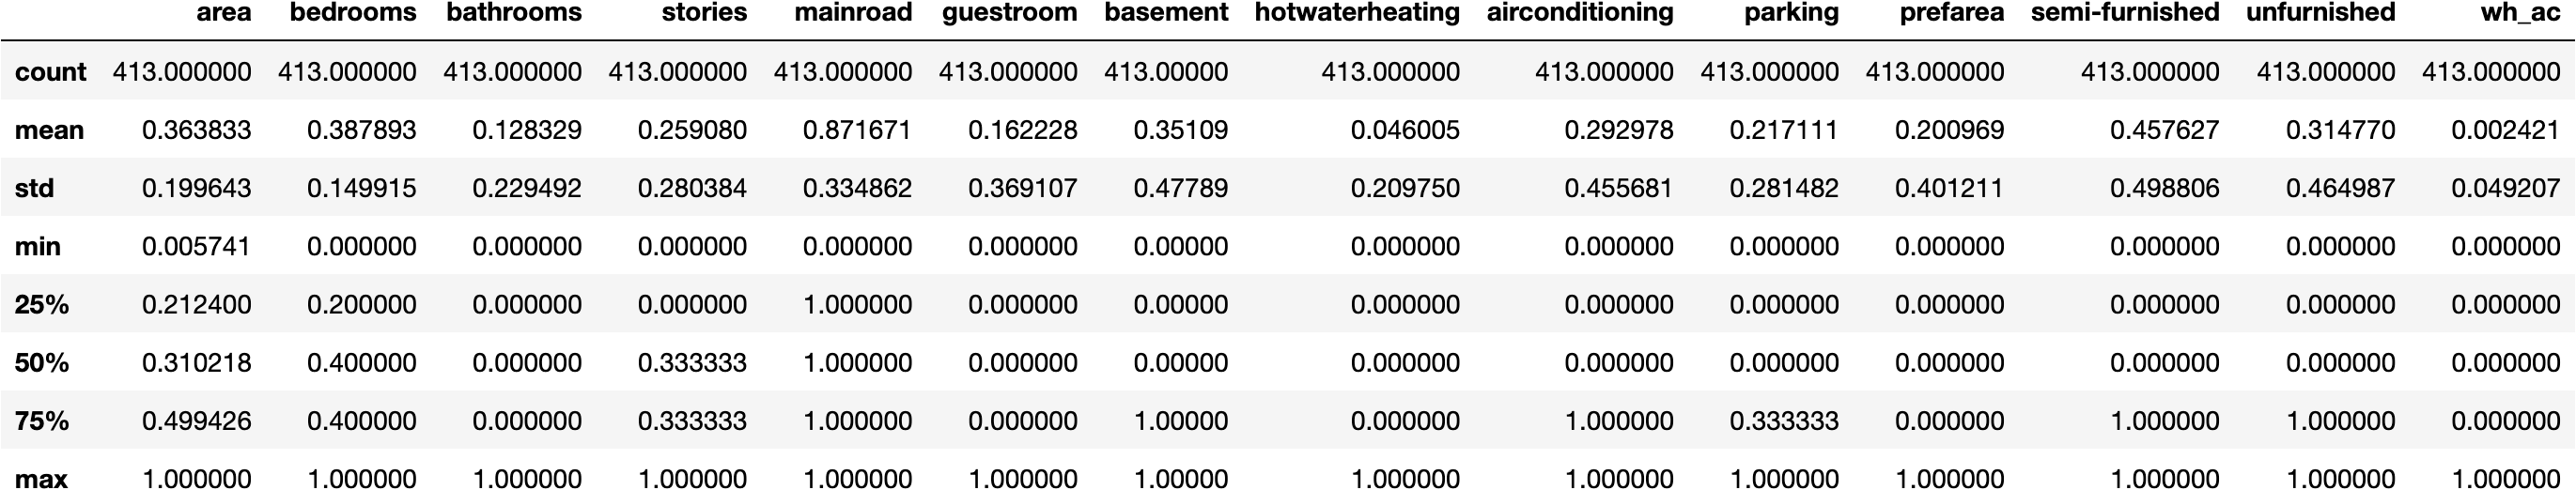 area bedrooms bathrooms stories mainroad guestroom basement hotwaterheating airconditioning parking prefarea semi-furnished unfurnished wh_ac
count 413.000000 413.000000 413.000000 413.000000 413.000000 413.000000 413.00000 413.000000 413.000000 413.000000 413.000000 413.000000 413.000000 413.000000
mean 0.363833 0.387893 0.128329 0.259080 0.871671 0.162228 0.35109 0.046005 0.292978 0.217111 0.200969 0.457627 0.314770 0.002421
std 0.199643 0.149915 0.229492 0.280384 0.334862 0.369107 0.47789 0.209750 0.455681 0.281482 0.401211 0.498806 0.464987 0.049207
min 0.005741 0.000000 0.000000 0.000000 0.000000 0.000000 0.00000 0.000000 0.000000 0.000000 0.000000 0.000000 0.000000 0.000000
25% 0.212400 0.200000 0.000000 0.000000 1.000000 0.000000 0.00000 0.000000 0.000000 0.000000 0.000000 0.000000 0.000000 0.000000
50% 0.310218 0.400000 0.000000 0.333333 1.000000 0.000000 0.00000 0.000000 0.000000 0.000000 0.000000 0.000000 0.000000 0.000000
75% 0.499426 0.400000 0.000000 0.333333 1.000000 0.000000 1.00000 0.000000 1.000000 0.333333 0.000000 1.000000 1.000000 0.000000
max 1.000000 1.000000 1.000000 1.000000 1.000000 1.000000 1.00000 1.000000 1.000000 1.000000 1.000000 1.000000 1.000000 1.000000